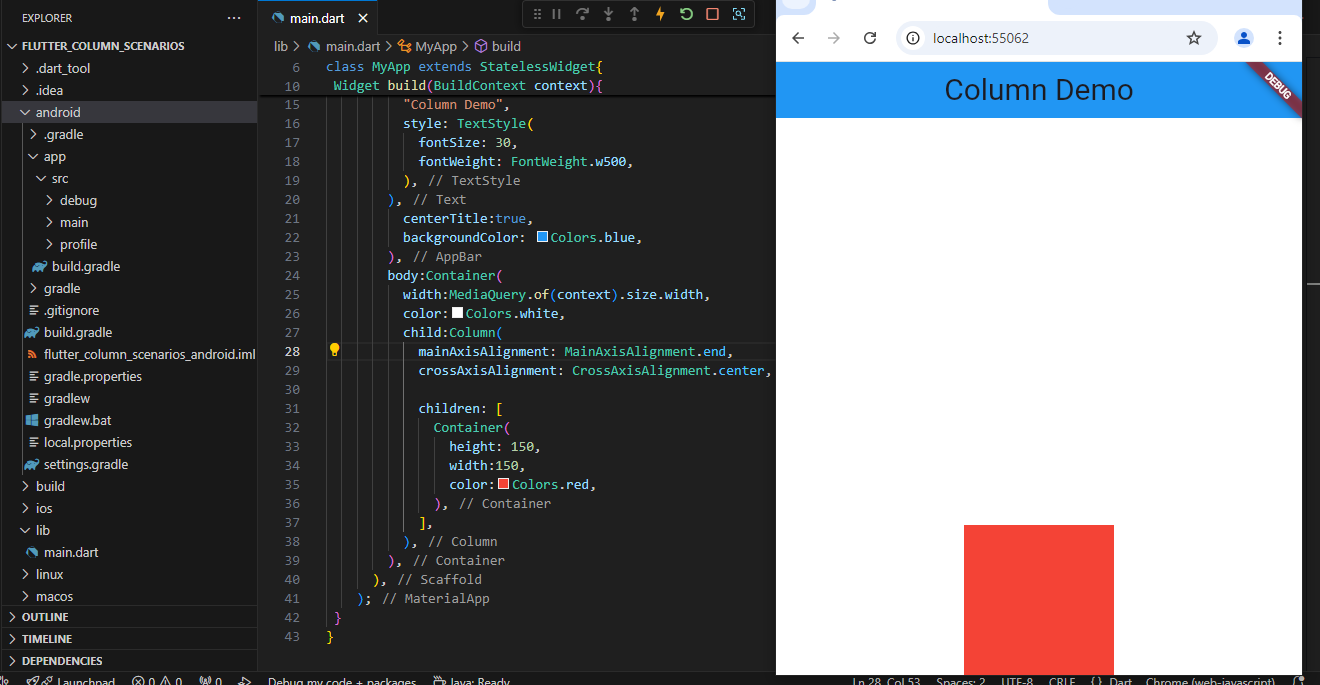 EXPLORER
FLUTTER_COLUMN_SCENARIOS
.dart_tool
.idea
android
.gradle
app
src
debug
main
profile
build.gradle
gradle
.gitignore
build.gradle
flutter_column_scenarios_android.iml
gradle.properties
gradlew
gradlew.bat
local.properties
settings.gradle
build
ios
lib
main.dart
linux
macos
OUTLINE
TIMELINE
DEPENDENCIES
main.dart
lib > main.dart > MyApp > build
6 class MyApp extends StatelessWidget{
10 Widget build(BuildContext context){
15 "Column Demo",
16 style: TextStyle(
17 fontSize: 30,
18 fontWeight: FontWeight.w500,
19 ), // TextStyle
20 ), // Text
21 centerTitle:true,
22 backgroundColor: Colors.blue,
23 ), // AppBar
24 body:Container(
25 width:MediaQuery.of(context).size.width,
26 color:Colors.white,
27 child:Column(
28 mainAxisAlignment: MainAxisAlignment.end,
29 crossAxisAlignment: CrossAxisAlignment.center,
30
31 children: [
32 Container(
33 height: 150,
34 width:150,
35 color:Colors.red,
36 ), // Container
37 ],
38 ), // Column
39 ), // Container
40 ), // Scaffold
41 ); // MaterialApp
42 }
43 }
localhost:55062
Column Demo
DEBUG
Launchpad 0 0 0 Debug my code + packages Java: Ready Ln 28, Col 53 Spaces: 2 UTF-8 CRLF {} Dart Chrome (web-javascript)